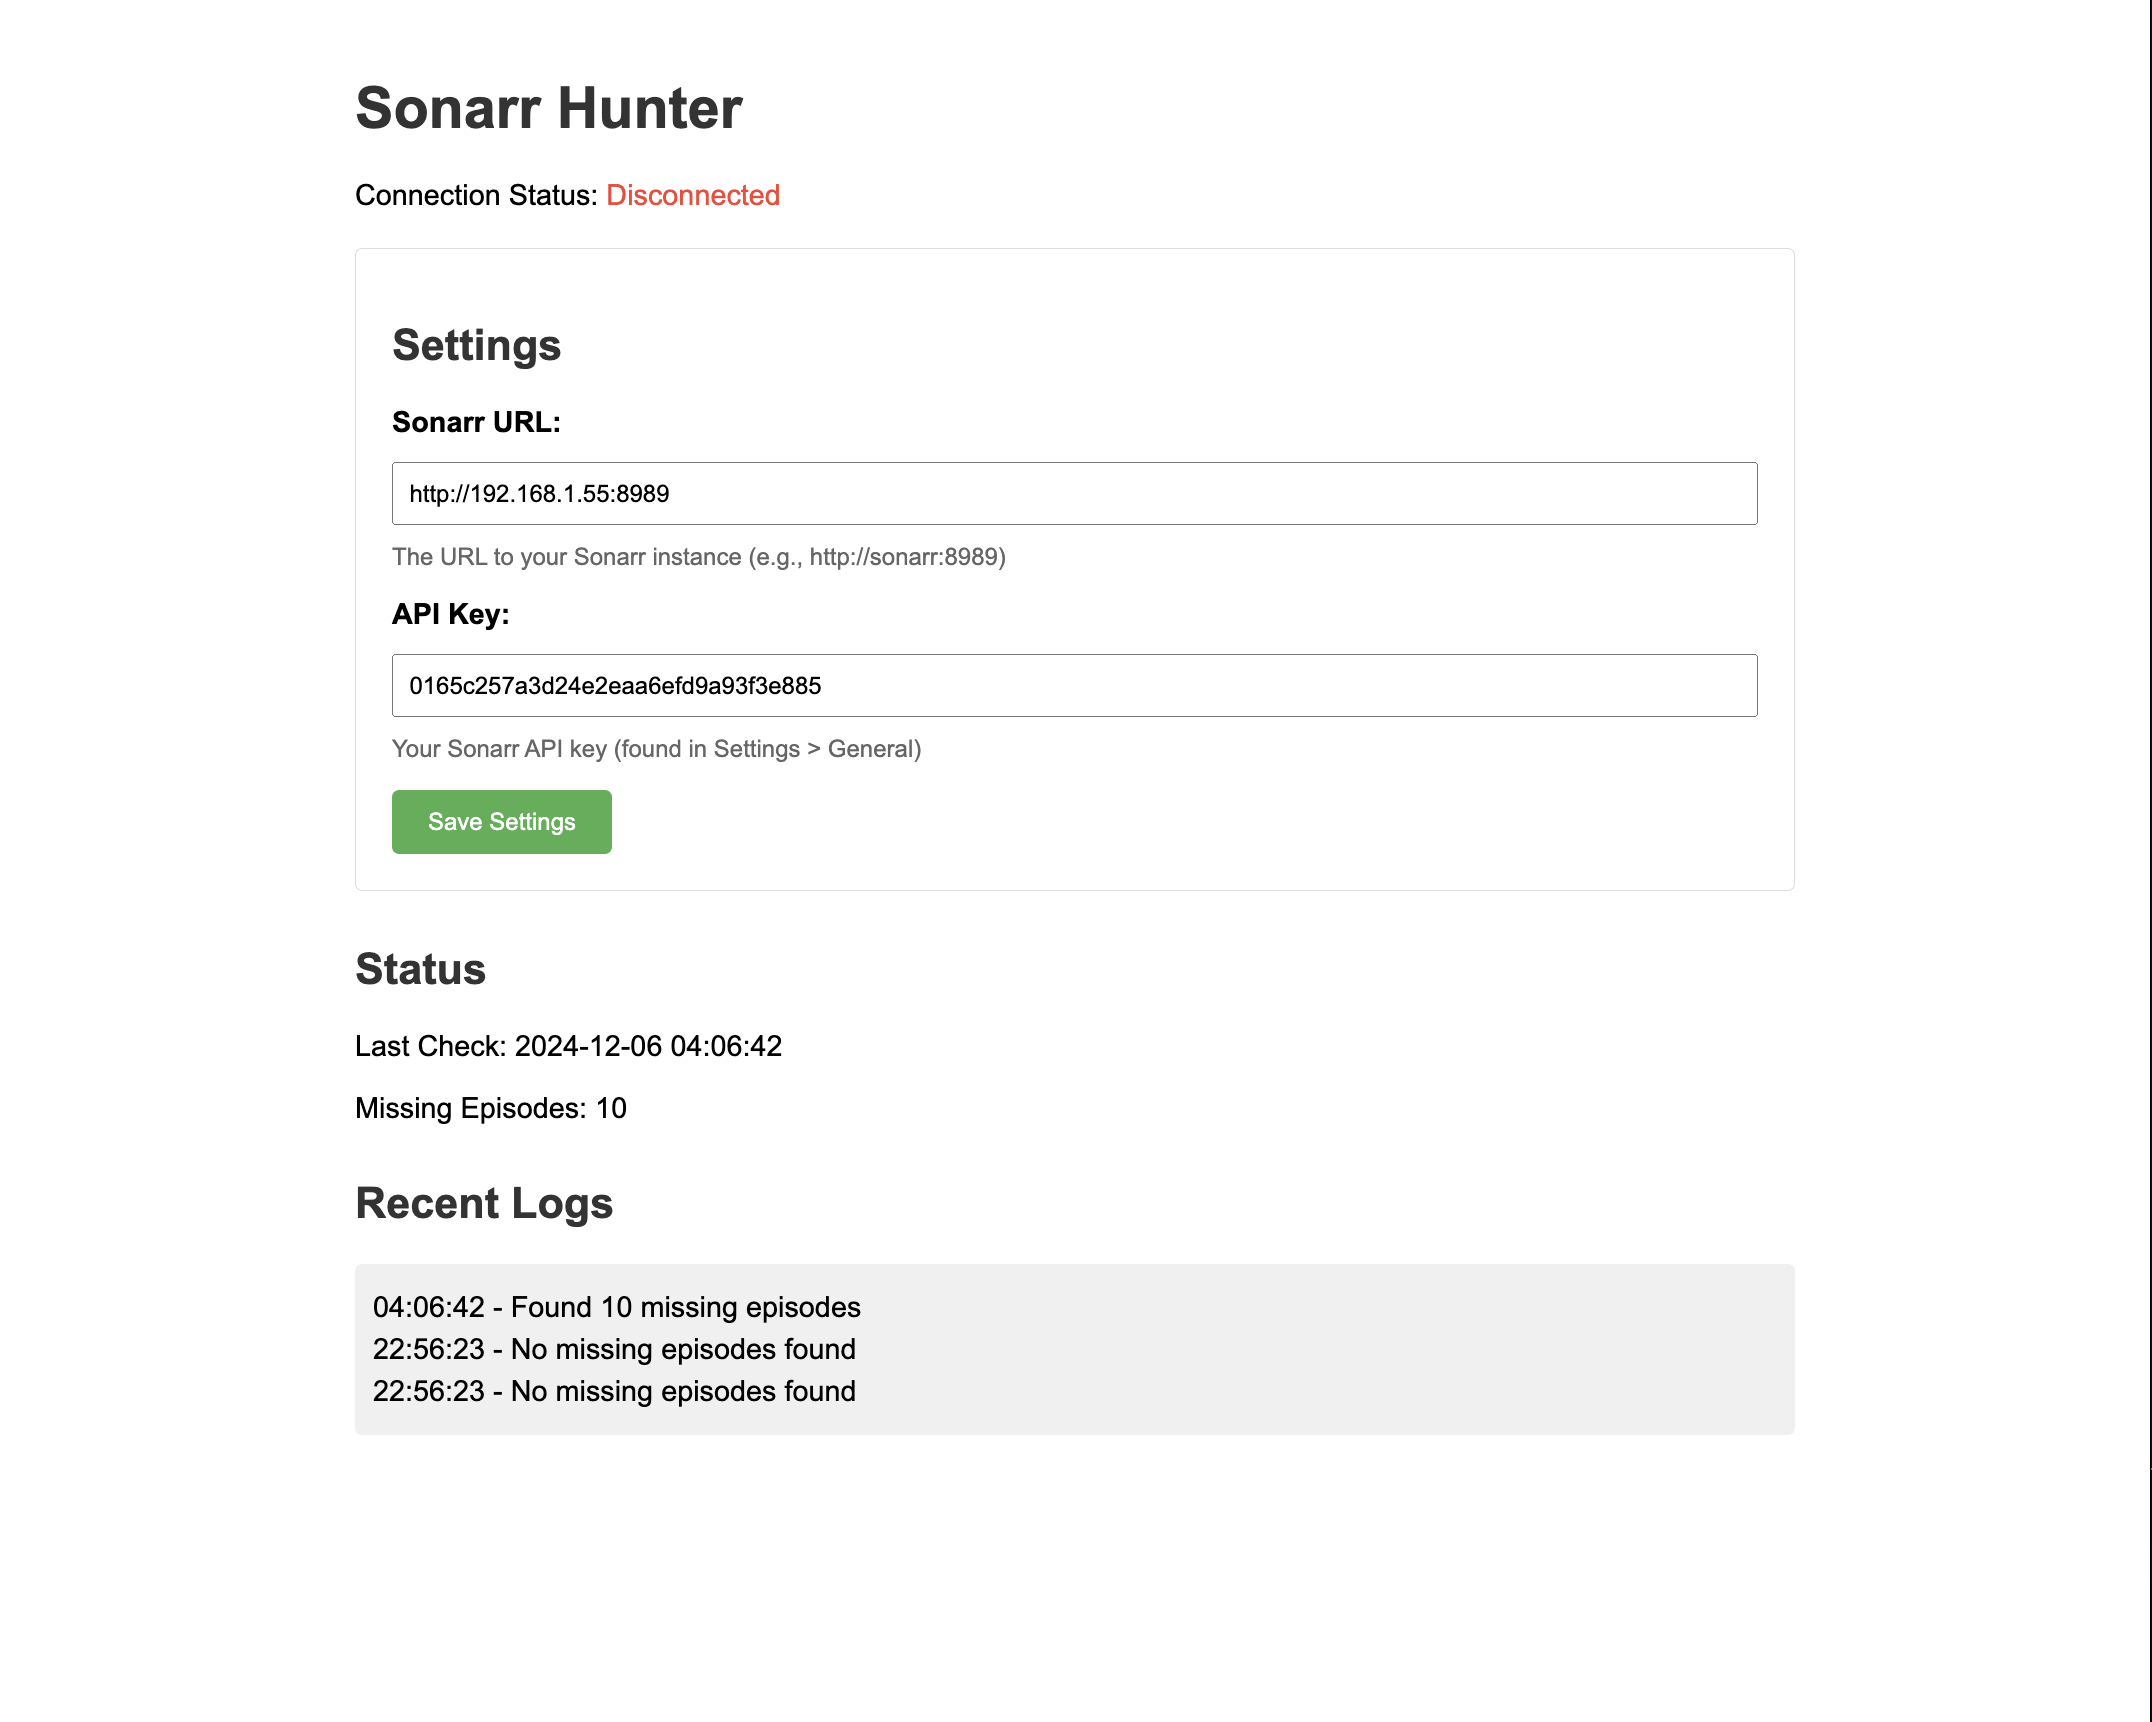 Sonarr Hunter
Connection Status: Disconnected
Settings
Sonarr URL:
http://192.168.1.55:8989
The URL to your Sonarr instance (e.g., http://sonarr:8989)
API Key:
0165c257a3d24e2eaa6efd9a93f3e885
Your Sonarr API key (found in Settings > General)
Save Settings
Status
Last Check: 2024-12-06 04:06:42
Missing Episodes: 10
Recent Logs
04:06:42 - Found 10 missing episodes
22:56:23 - No missing episodes found
22:56:23 - No missing episodes found